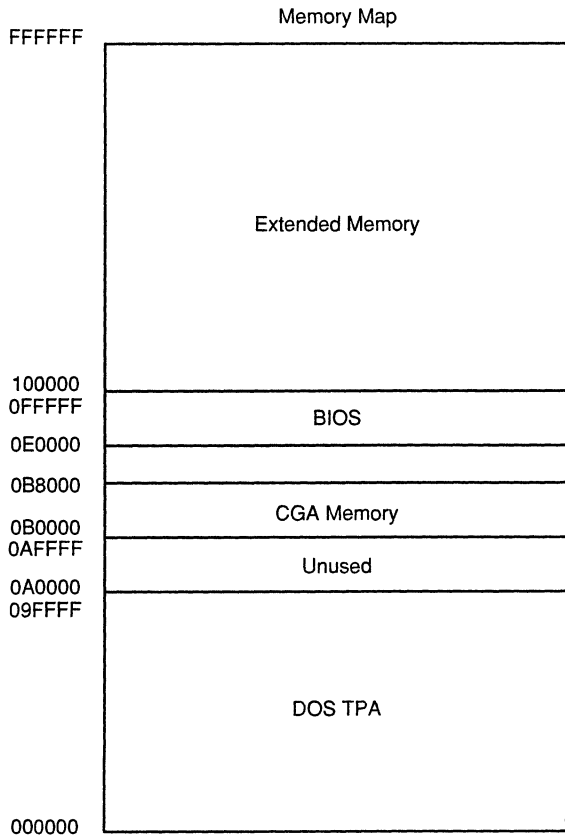 Memory Map
FFFFFF
Extended Memory
100000
0FFFFF
BIOS
0E0000
0B8000
CGA Memory
0B0000
0AFFFF
Unused
0A0000
09FFFF
DOS TPA
000000